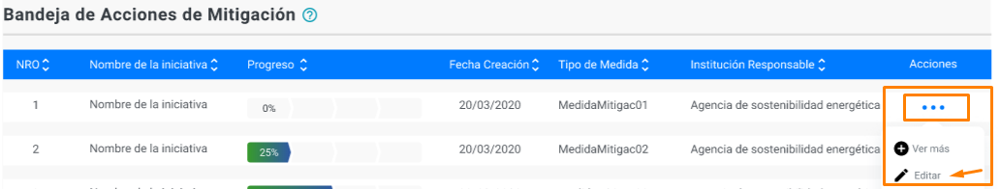 Bandeja de Acciones de Mitigación ?
NRO Nombre de la iniciativa Progreso Fecha Creación Tipo de Medida Institución Responsable Acciones
1 Nombre de la iniciativa 0% 20/03/2020 MedidaMitigac01 Agencia de sostenibilidad energética
2 Nombre de la iniciativa 25% 20/03/2020 MedidaMitigac02 Agencia de sostenibilidad energética
Ver más
Editar